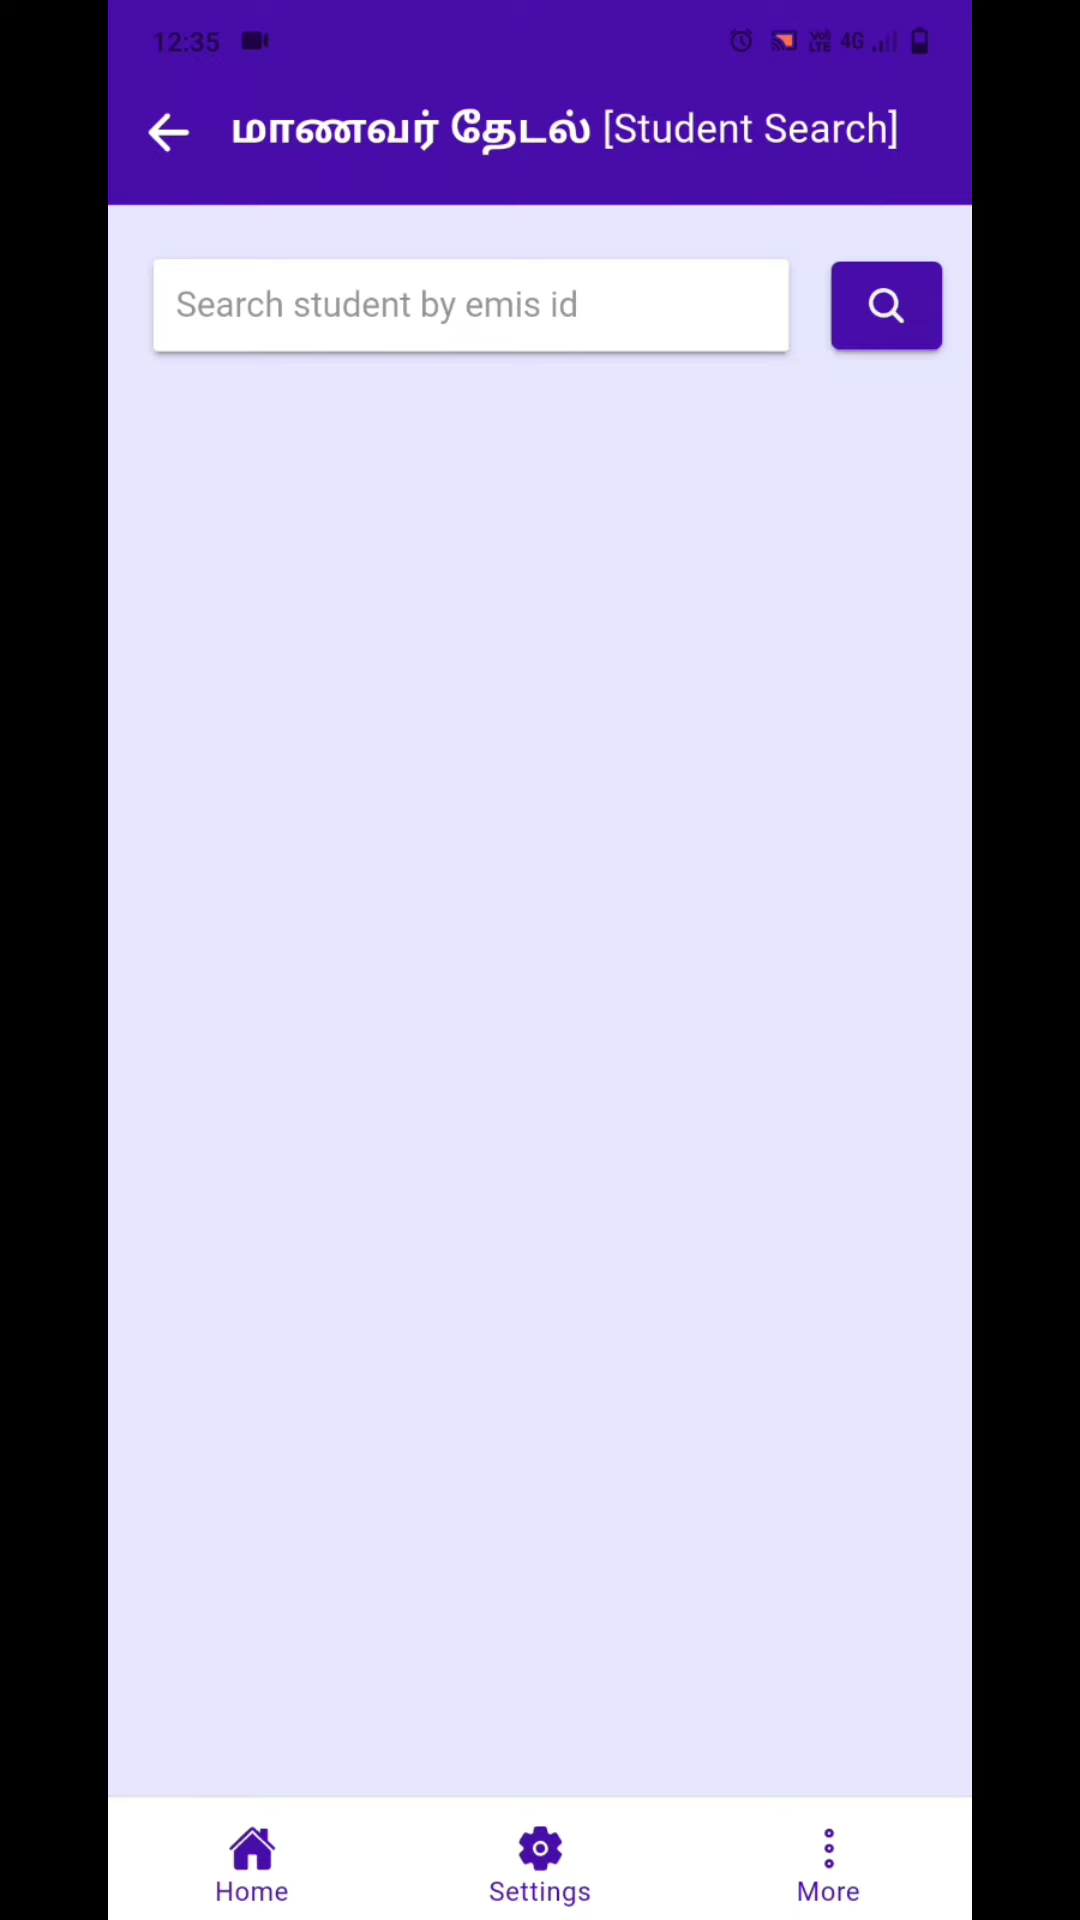 12:35 4G
மாணவர் தேடல் [Student Search]
Search student by emis id
Home Settings More